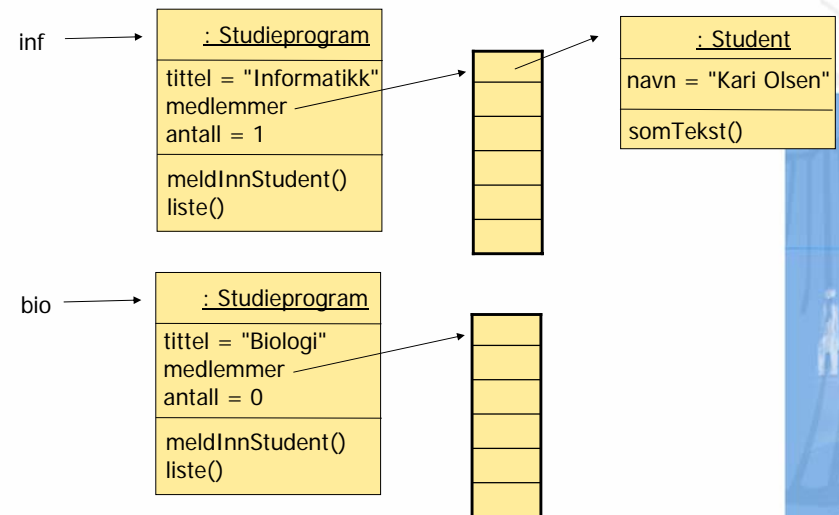 inf
: Studieprogram
tittel = "Informatikk"
medlemmer
antall = 1
meldInnStudent()
liste()
: Student
navn = "Kari Olsen"
somTekst()
bio
: Studieprogram
tittel = "Biologi"
medlemmer
antall = 0
meldInnStudent()
liste()